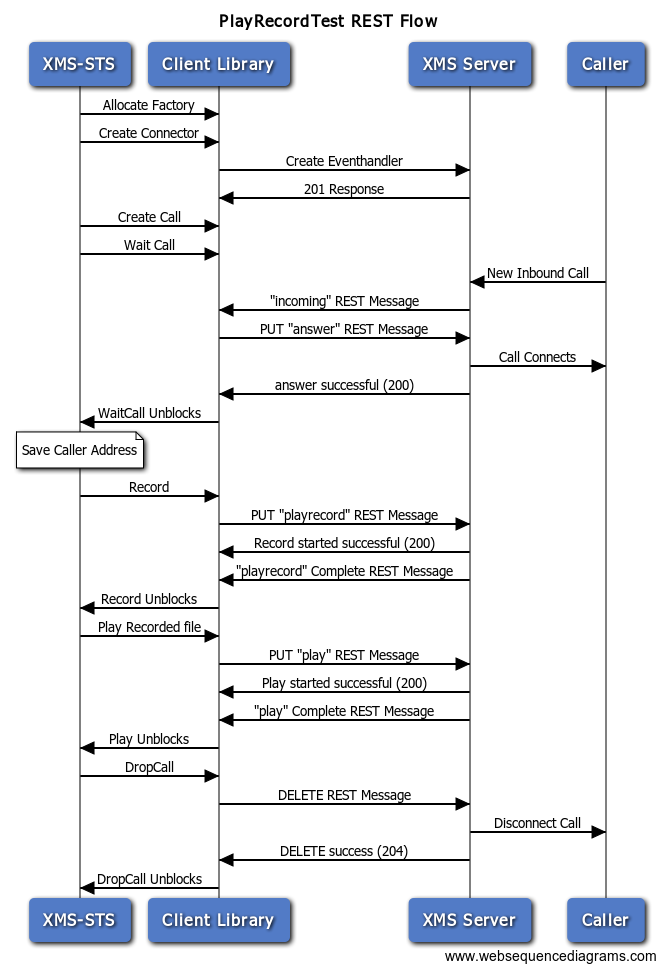 PlayRecordTest REST Flow
XMS-STS
Client Library
XMS Server
Caller
Allocate Factory
Create Connector
Create Eventhandler
201 Response
Create Call
Wait Call
New Inbound Call
"incoming" REST Message
PUT "answer" REST Message
Call Connects
answer successful (200)
WaitCall Unblocks
Save Caller Address
Record
PUT "playrecord" REST Message
Record started successful (200)
"playrecord" Complete REST Message
Record Unblocks
Play Recorded file
PUT "play" REST Message
Play started successful (200)
"play" Complete REST Message
Play Unblocks
DropCall
DELETE REST Message
Disconnect Call
DELETE success (204)
DropCall Unblocks
XMS-STS
Client Library
XMS Server
Caller
www.websequencediagrams.com